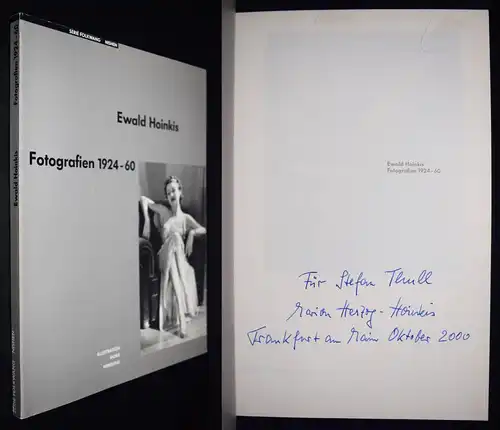 SERIE FOLKWANG
Ewald Hoinkis
Fotografien 1924-60
Fotografien 1924-60
Ewald Hoinkis
Ewald Hoinkis
Fotografien 1924-60
Für Stefan Thull
Marion Herzog-Hoinkis
Frankfurt am Main Oktober 2000